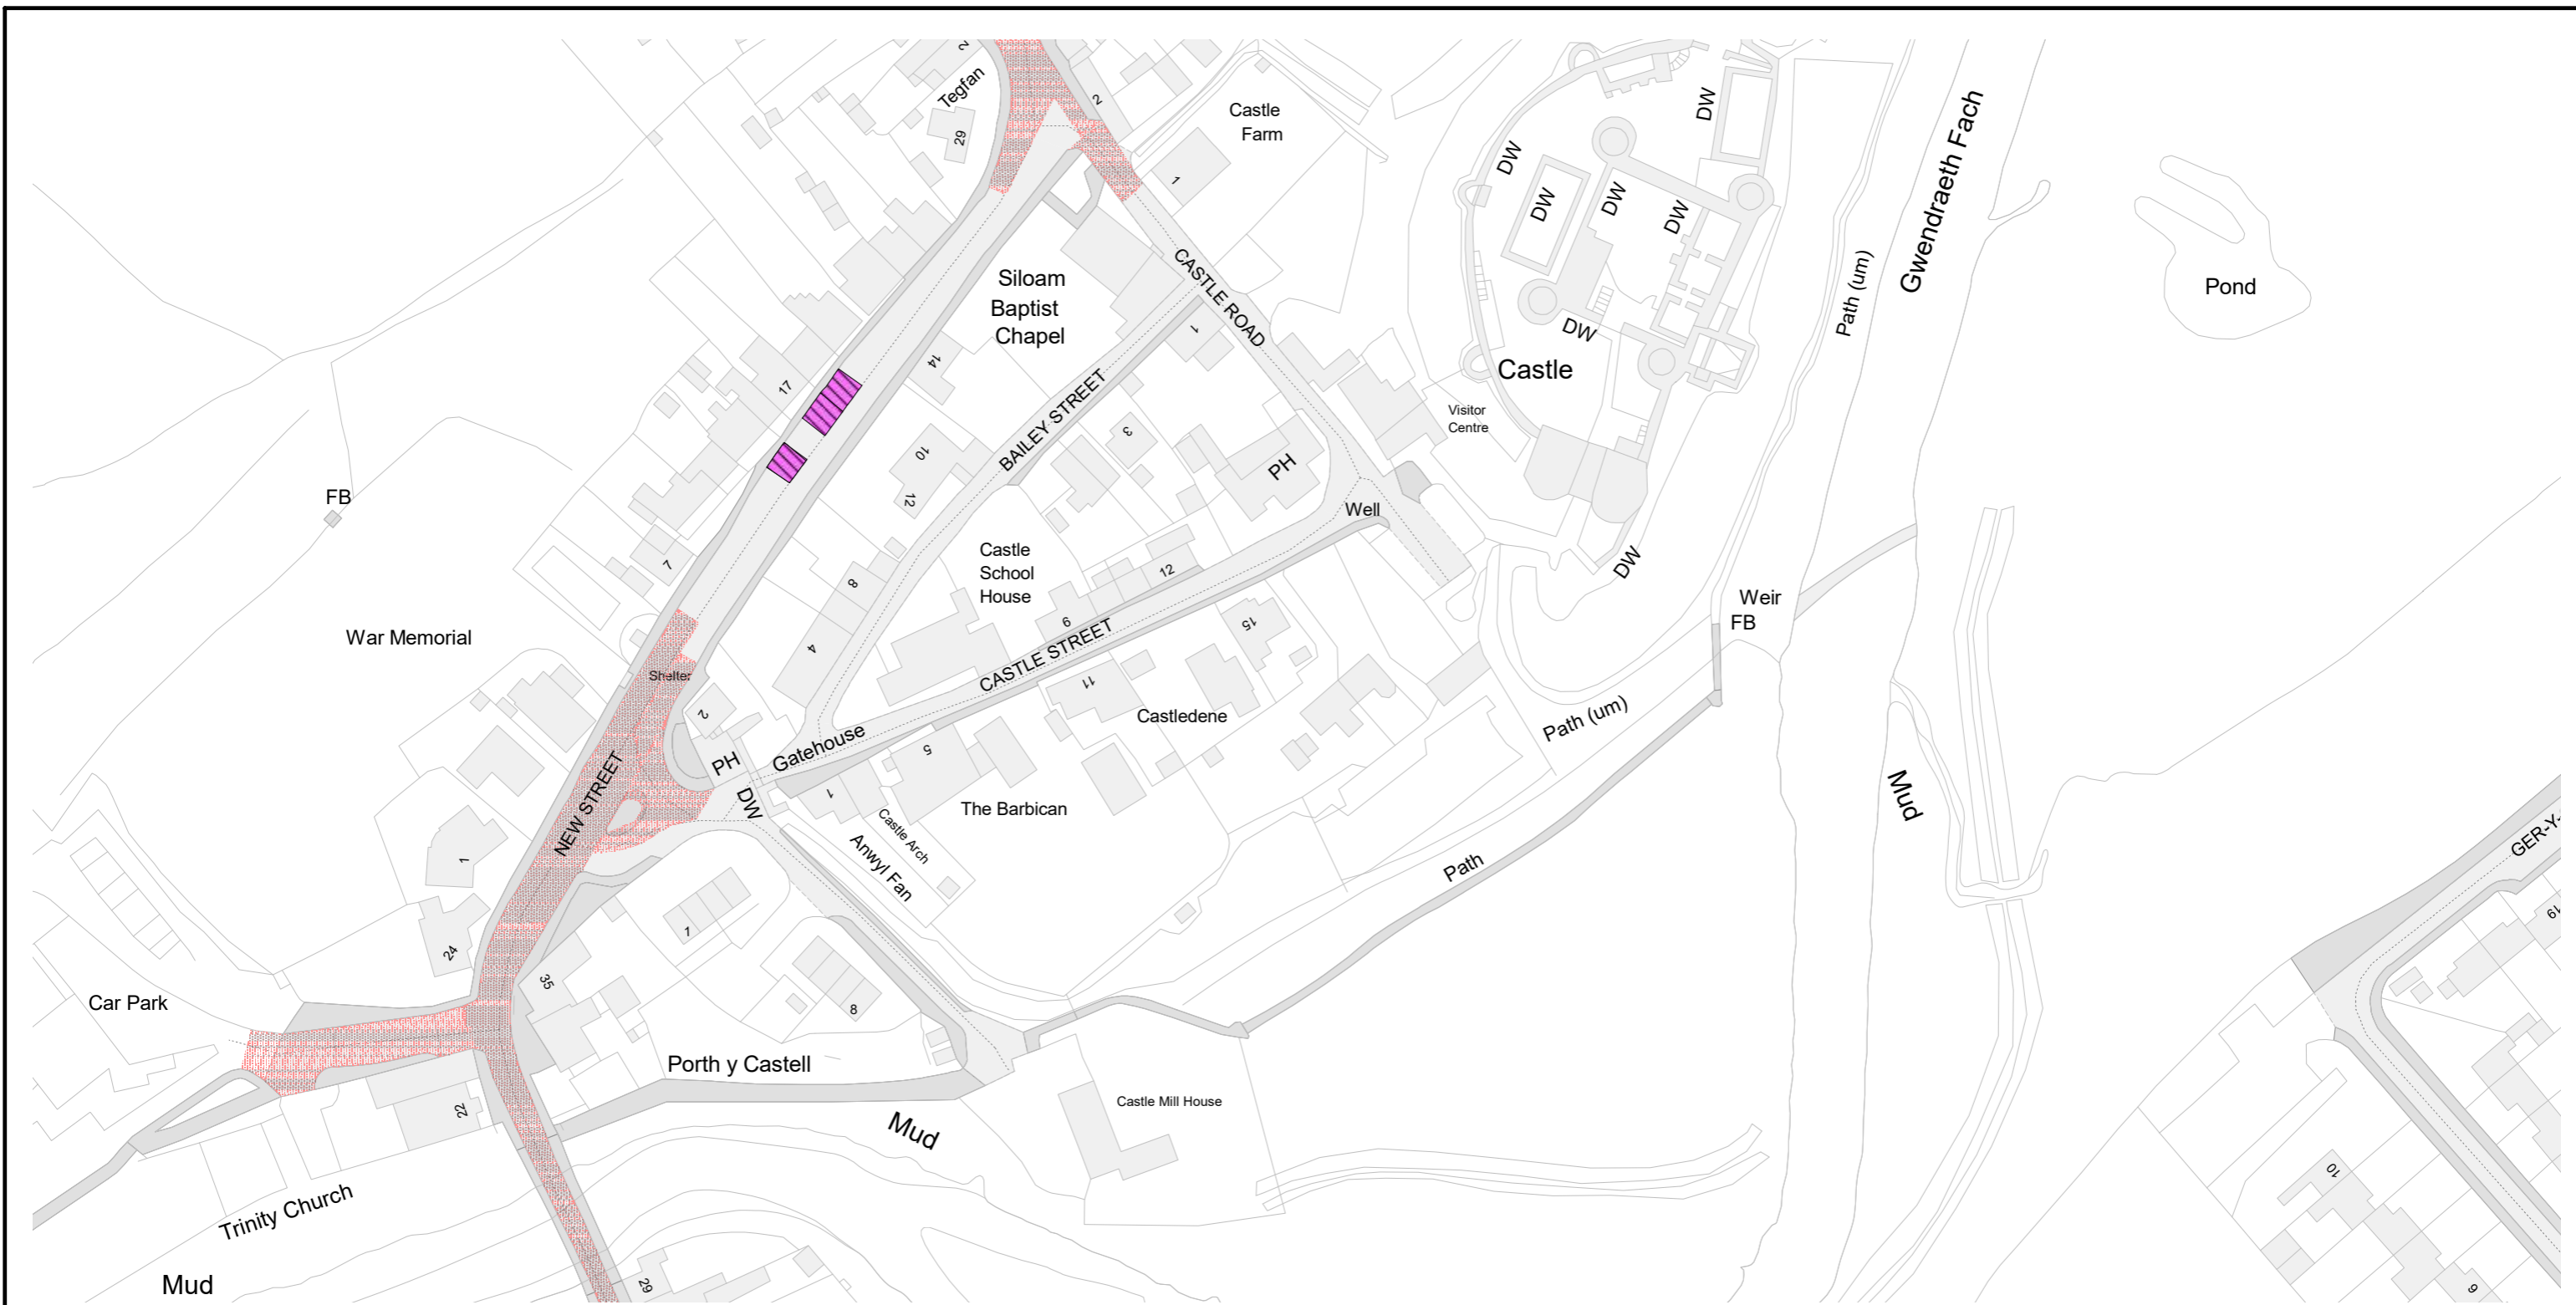 2
Tegfan
29
2
Castle
Farm
1
DW
DW
DW
DW
DW
DW
Castle
Gwendraeth Fach
Path (um)
Pond
Siloam
Baptist
Chapel
CASTLE ROAD
17
14
1
BAILEY STREET
3
10
12
PH
Visitor
Centre
Well
FB
7
8
4
Castle
School
House
12
9
CASTLE STREET
15
11
Castledene
DW
Weir
FB
War Memorial
Shelter
2
PH
DW
Gatehouse
5
1
The Barbican
Castle Arch
Anwyl Fan
NEW STREET
Path (um)
Path
Mud
GER-Y-
19
1
24
35
1
8
Car Park
Porth y Castell
22
Mud
Castle Mill House
Trinity Church
Mud
29
10